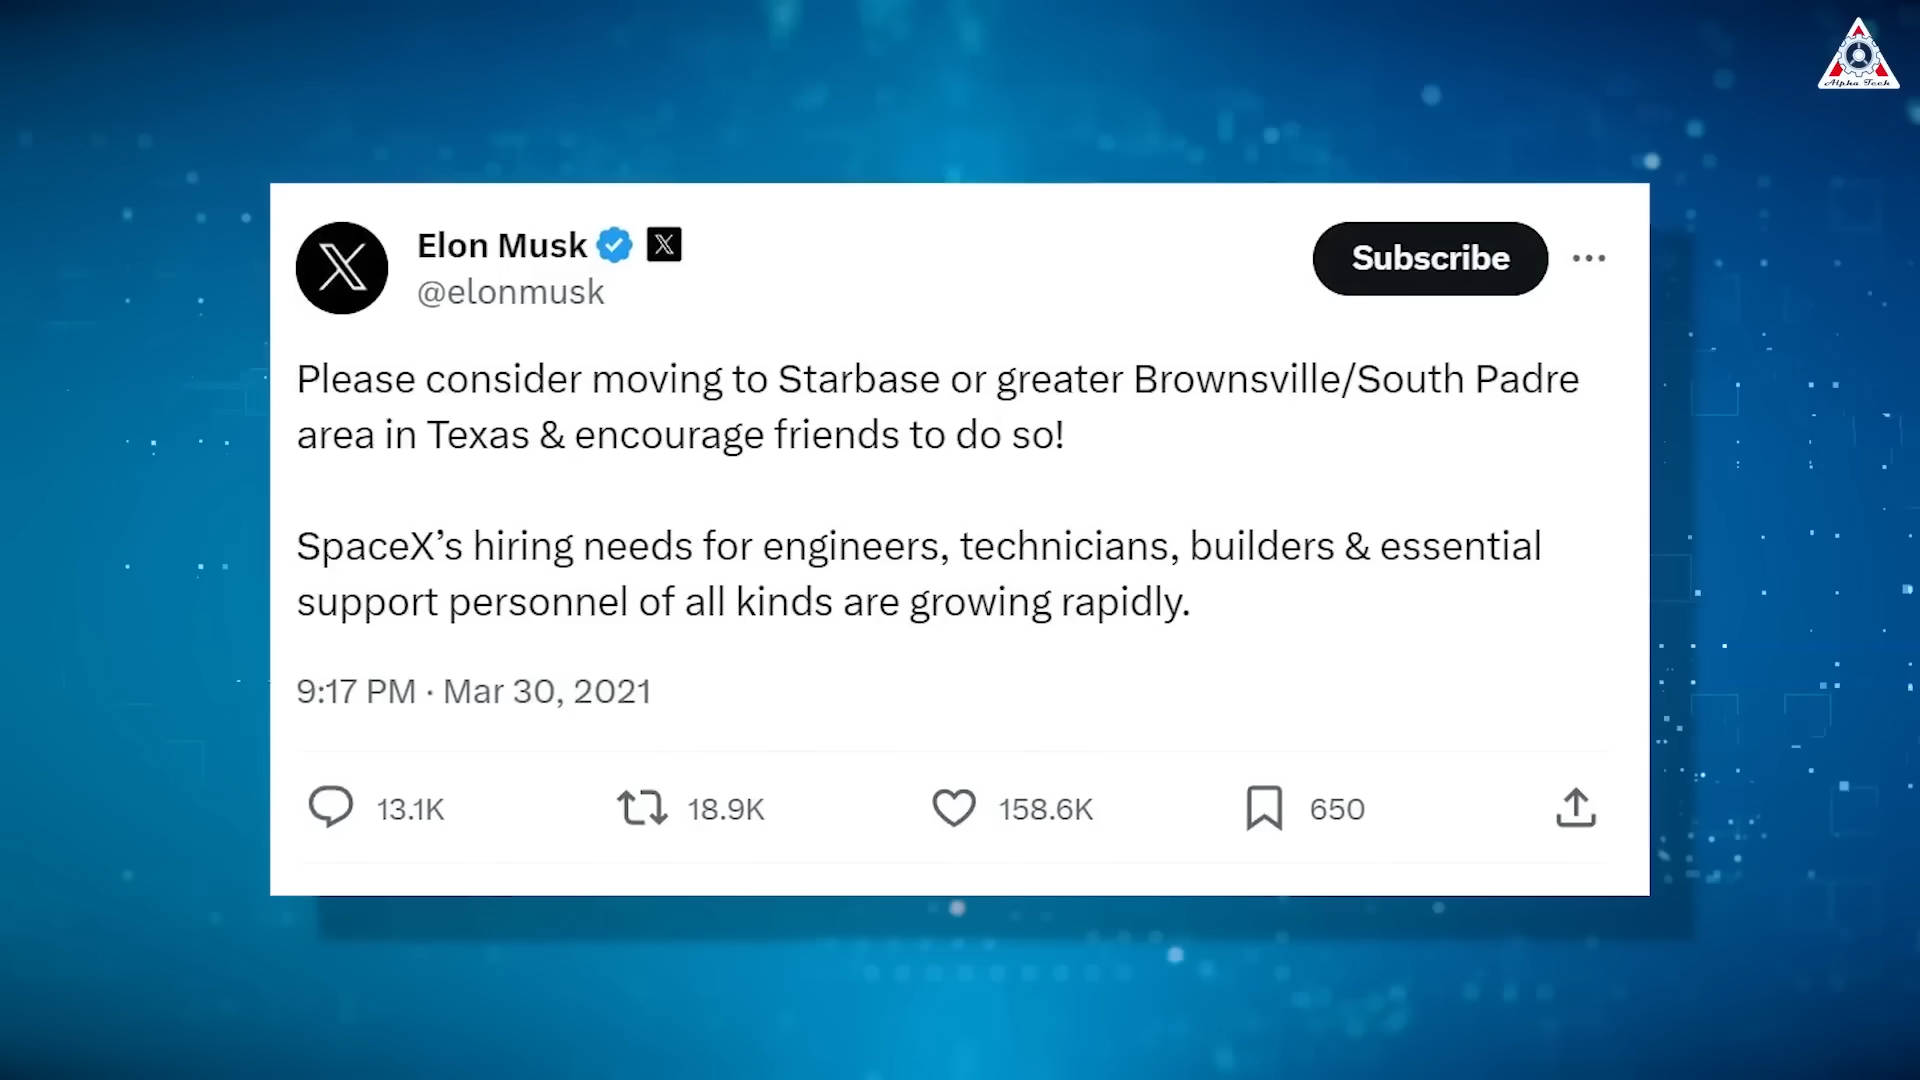 Alpha Tech
Elon Musk
@elonmusk
Subscribe
Please consider moving to Starbase or greater Brownsville/South Padre
area in Texas & encourage friends to do so!
SpaceX’s hiring needs for engineers, technicians, builders & essential
support personnel of all kinds are growing rapidly.
9:17 PM · Mar 30, 2021
13.1K 18.9K 158.6K 650